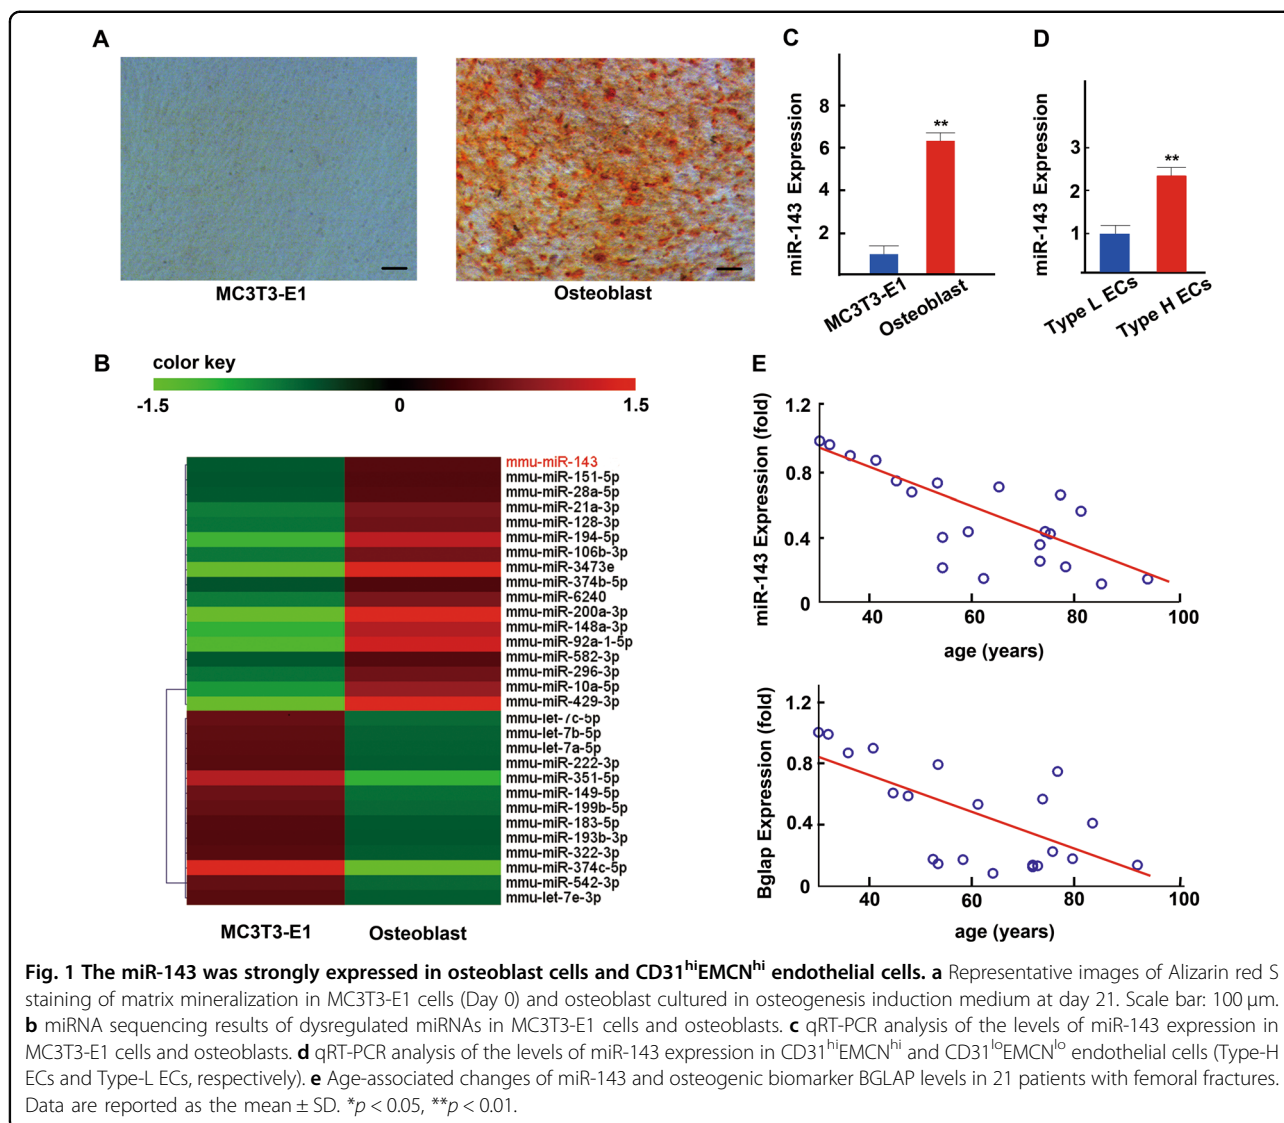 A
MC3T3-E1
Osteoblast
C
miR-143 Expression
8
6
4
2
**
MC3T3-E1
Osteoblast
D
miR-143 Expression
3
2
1
**
Type L ECs
Type H ECs
B
color key
-1.5
0
1.5
mmu-miR-143
mmu-miR-151-5p
mmu-miR-28a-5p
mmu-miR-21a-3p
mmu-miR-128-3p
mmu-miR-194-5p
mmu-miR-106b-3p
mmu-miR-3473e
mmu-miR-374b-5p
mmu-miR-6240
mmu-miR-200a-3p
mmu-miR-148a-3p
mmu-miR-92a-1-5p
mmu-miR-582-3p
mmu-miR-296-3p
mmu-miR-10a-5p
mmu-miR-429-3p
mmu-let-7c-5p
mmu-let-7b-5p
mmu-let-7a-5p
mmu-miR-222-3p
mmu-miR-351-5p
mmu-miR-149-5p
mmu-miR-199b-5p
mmu-miR-183-5p
mmu-miR-193b-3p
mmu-miR-322-3p
mmu-miR-374c-5p
mmu-miR-542-3p
mmu-let-7e-3p
MC3T3-E1
Osteoblast
E
miR-143 Expression (fold)
1.2
0.8
0.4
0
40
60
80
100
age (years)
Bglap Expression (fold)
1.2
0.8
0.4
0
40
60
80
100
age (years)
Fig. 1 The miR-143 was strongly expressed in osteoblast cells and CD31hiEMCNhi endothelial cells. a Representative images of Alizarin red S
staining of matrix mineralization in MC3T3-E1 cells (Day 0) and osteoblast cultured in osteogenesis induction medium at day 21. Scale bar: 100 μm.
b miRNA sequencing results of dysregulated miRNAs in MC3T3-E1 cells and osteoblasts. c qRT-PCR analysis of the levels of miR-143 expression in
MC3T3-E1 cells and osteoblasts. d qRT-PCR analysis of the levels of miR-143 expression in CD31hiEMCNhi and CD31loEMCNlo endothelial cells (Type-H
ECs and Type-L ECs, respectively). e Age-associated changes of miR-143 and osteogenic biomarker BGLAP levels in 21 patients with femoral fractures.
Data are reported as the mean ± SD. *p < 0.05, **p < 0.01.